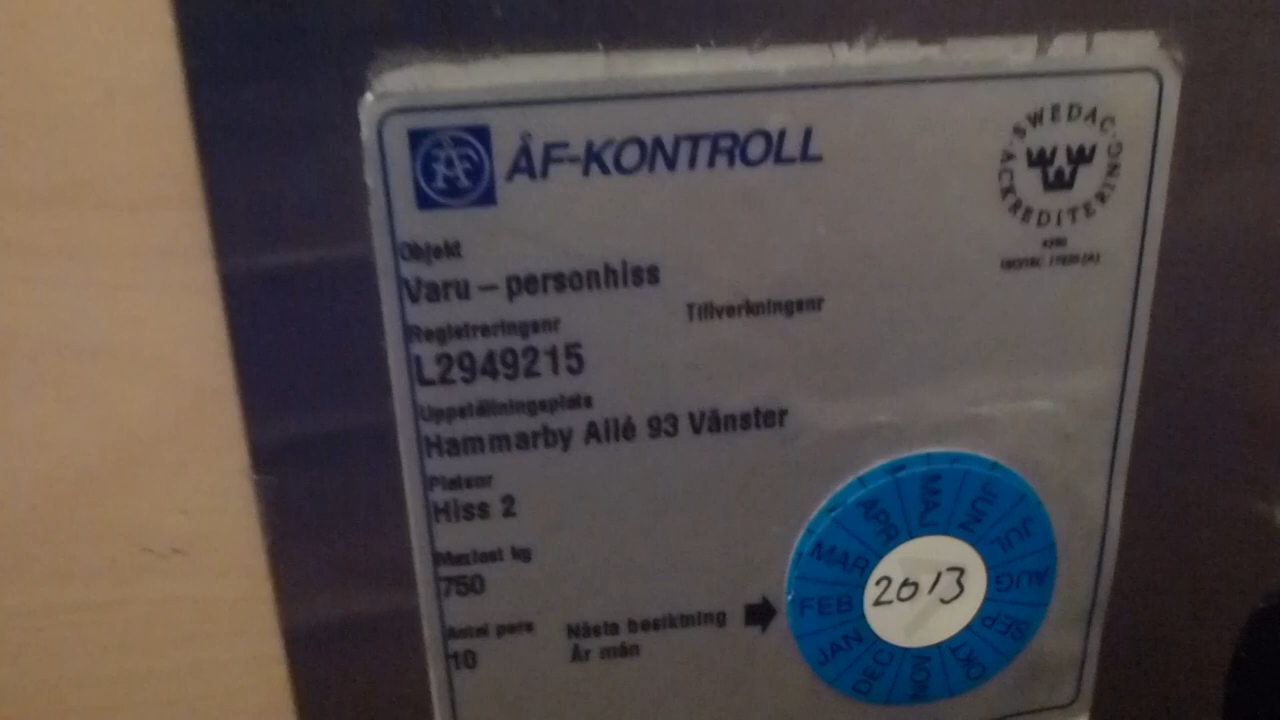 ÅF ÅF-KONTROLL
SWEDAC ACKREDITERING
Objekt
Varu – personhiss
Registreringsnr Tillverkningsnr
L2949215
Uppställningsplats
Hammarby Allé 93 Vänster
Platsnr
Hiss 2
Maxlast kg
750
Antal pers Nästa besiktning
10 År mån
JAN FEB MAR APR MAJ JUN JUL AUG SEP OKT NOV DEC
2013